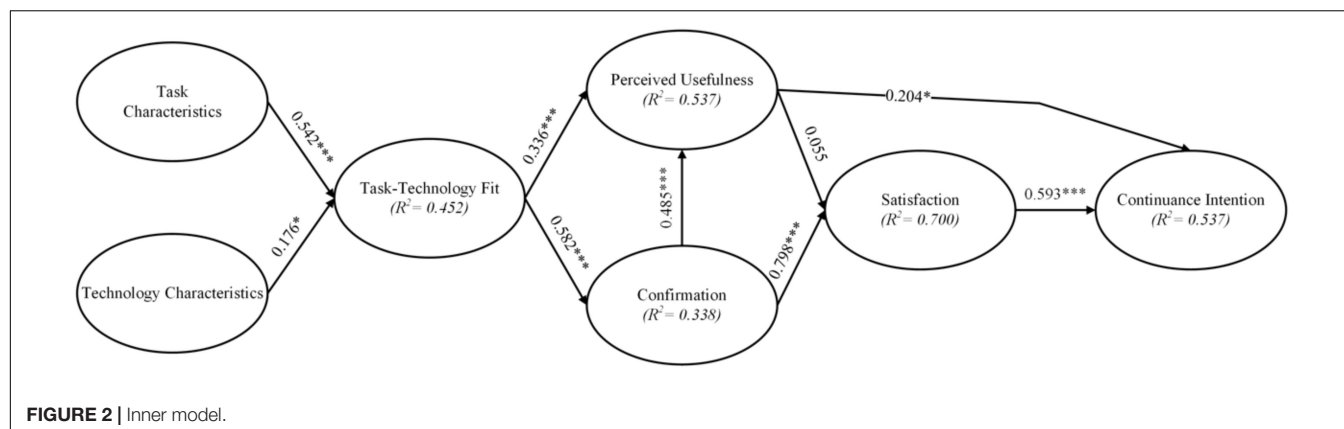 Task
Characteristics
Technology Characteristics
0.542***
0.176*
Task-Technology Fit
(R²= 0.452)
0.336***
0.582***
Perceived Usefulness
(R²= 0.537)
0.485***
Confirmation
(R²= 0.338)
0.204*
0.055
0.798***
Satisfaction
(R²= 0.700)
0.593***
Continuance Intention
(R²= 0.537)
FIGURE 2 | Inner model.